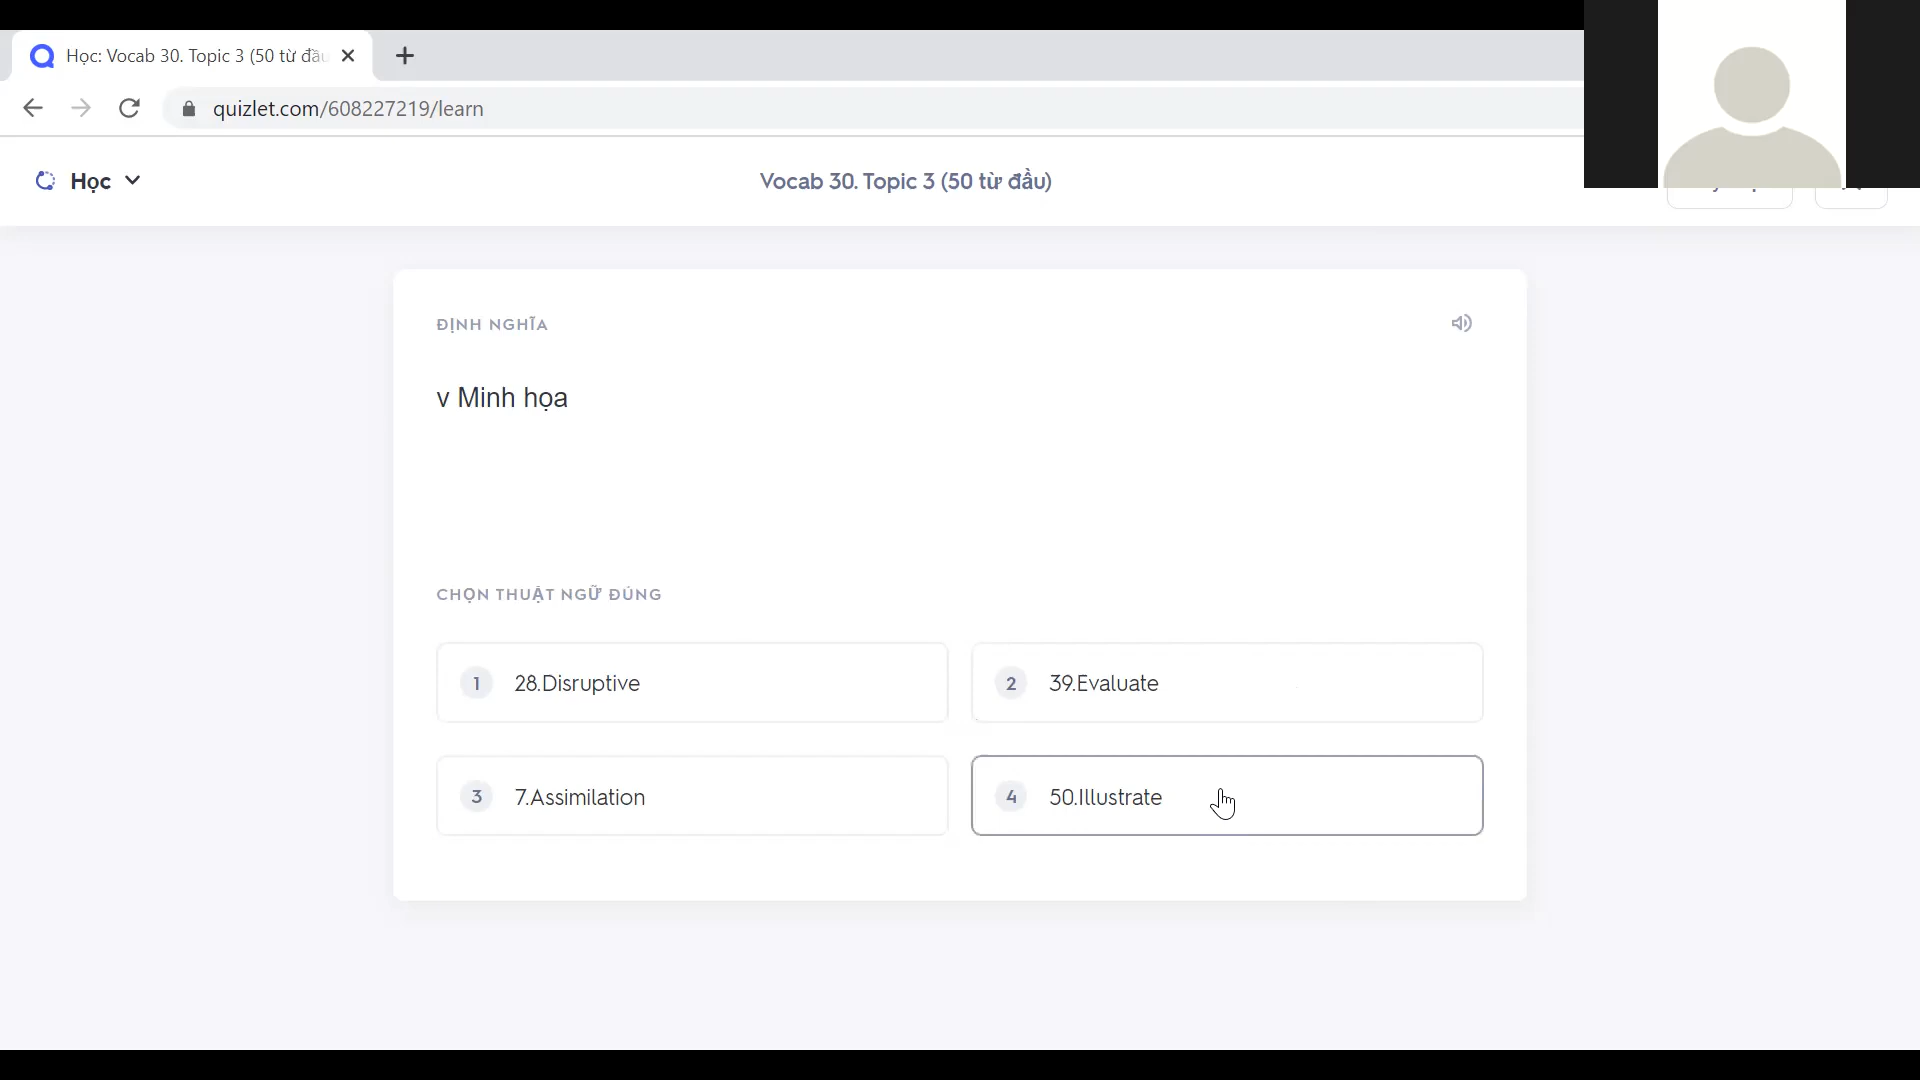 Học: Vocab 30. Topic 3 (50 từ đầu
quizlet.com/608227219/learn
Học
Vocab 30. Topic 3 (50 từ đầu)
ĐỊNH NGHĨA
v Minh họa
CHỌN THUẬT NGỮ ĐÚNG
1 28.Disruptive
2 39.Evaluate
3 7.Assimilation
4 50.Illustrate